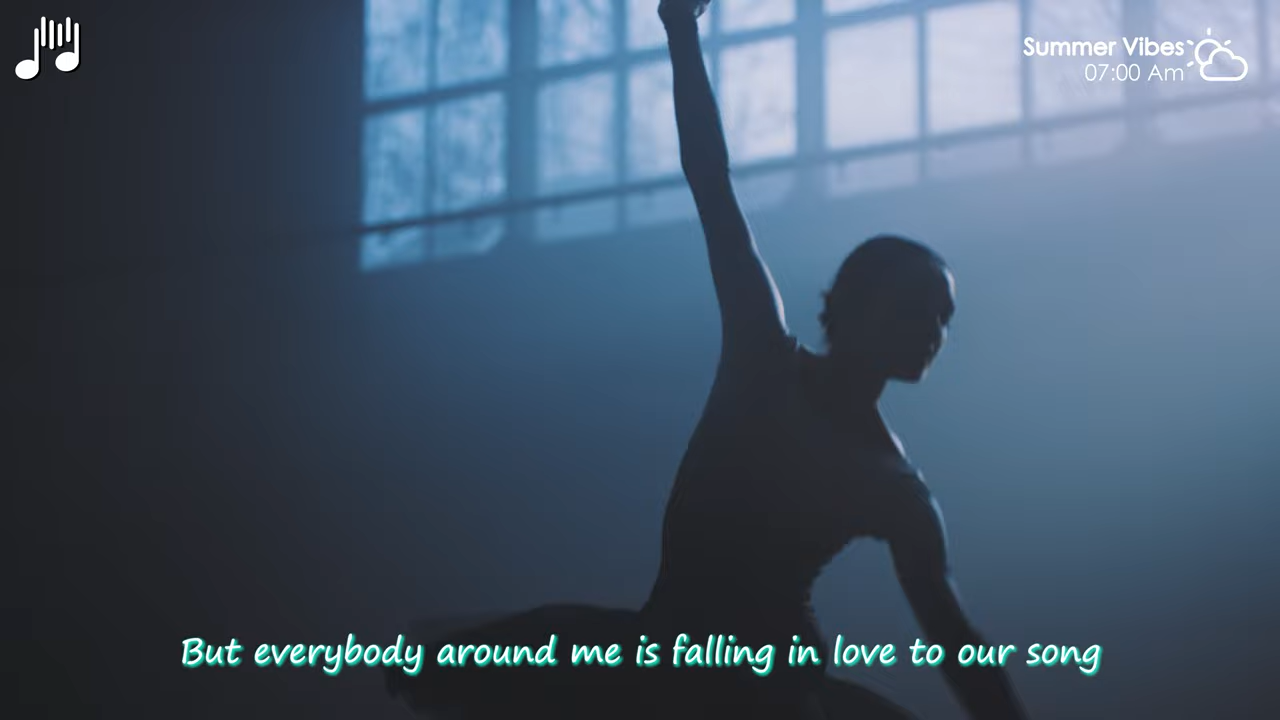 Summer Vibes
07:00 Am
But everybody around me is falling in love to our song